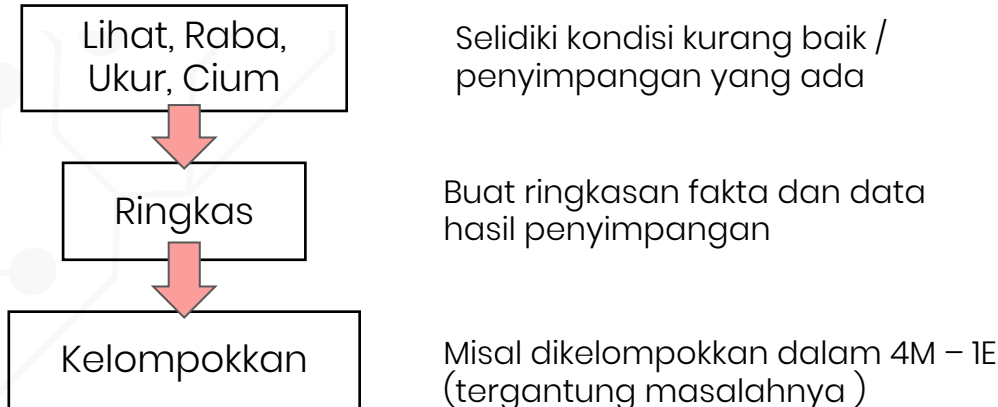 Lihat, Raba,
Ukur, Cium
Selidiki kondisi kurang baik /
penyimpangan yang ada
Ringkas
Buat ringkasan fakta dan data
hasil penyimpangan
Kelompokkan
Misal dikelompokkan dalam 4M – 1E
(tergantung masalahnya )